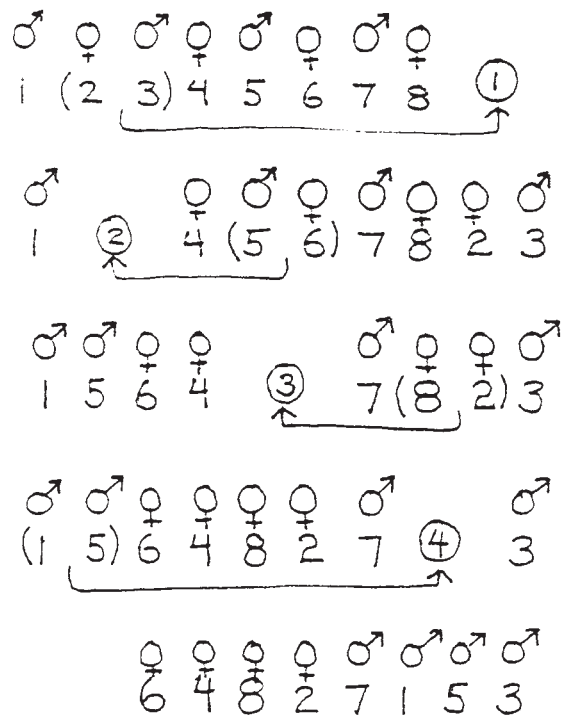 ♂ ♀ ♂ ♀ ♂ ♀ ♂ ♀
1 (2 3) 4 5 6 7 8 ①
♂ ♀ ♂ ♀ ♂ ♀ ♀ ♂
1 ② 4 (5 6) 7 8 2 3
♂ ♂ ♀ ♀ ♂ ♀ ♀ ♂
1 5 6 4 ③ 7 (8 2) 3
♂ ♂ ♀ ♀ ♀ ♀ ♂ ♂
(1 5) 6 4 8 2 7 ④ 3
♀ ♀ ♀ ♀ ♂ ♂ ♂ ♂
6 4 8 2 7 1 5 3